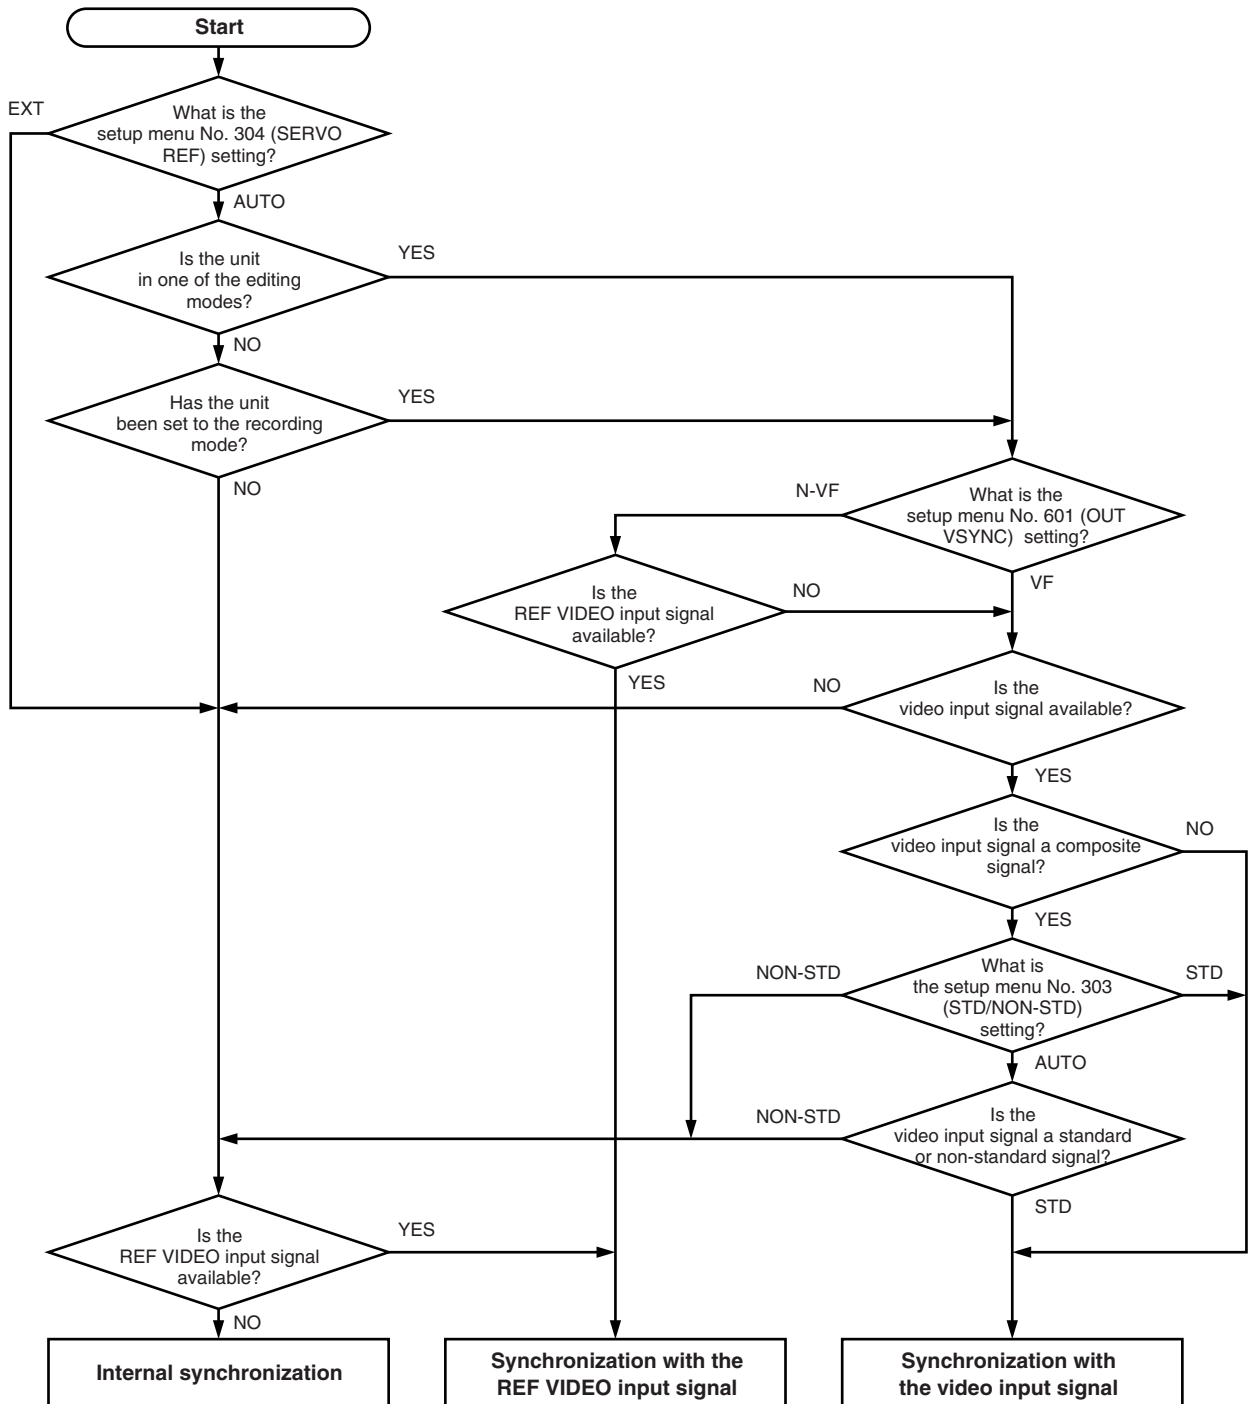 Start
EXT
What is the
setup menu No. 304 (SERVO
REF) setting?
AUTO
Is the unit
in one of the editing
modes?
YES
NO
Has the unit
been set to the recording
mode?
YES
NO
N-VF
What is the
setup menu No. 601 (OUT
VSYNC) setting?
VF
Is the
REF VIDEO input signal
available?
NO
YES
NO
Is the
video input signal available?
YES
Is the
video input signal a composite
signal?
NO
YES
NON-STD
What is
the setup menu No. 303
(STD/NON-STD)
setting?
STD
AUTO
NON-STD
Is the
video input signal a standard
or non-standard signal?
STD
Is the
REF VIDEO input signal
available?
YES
NO
Internal synchronization
Synchronization with the
REF VIDEO input signal
Synchronization with
the video input signal